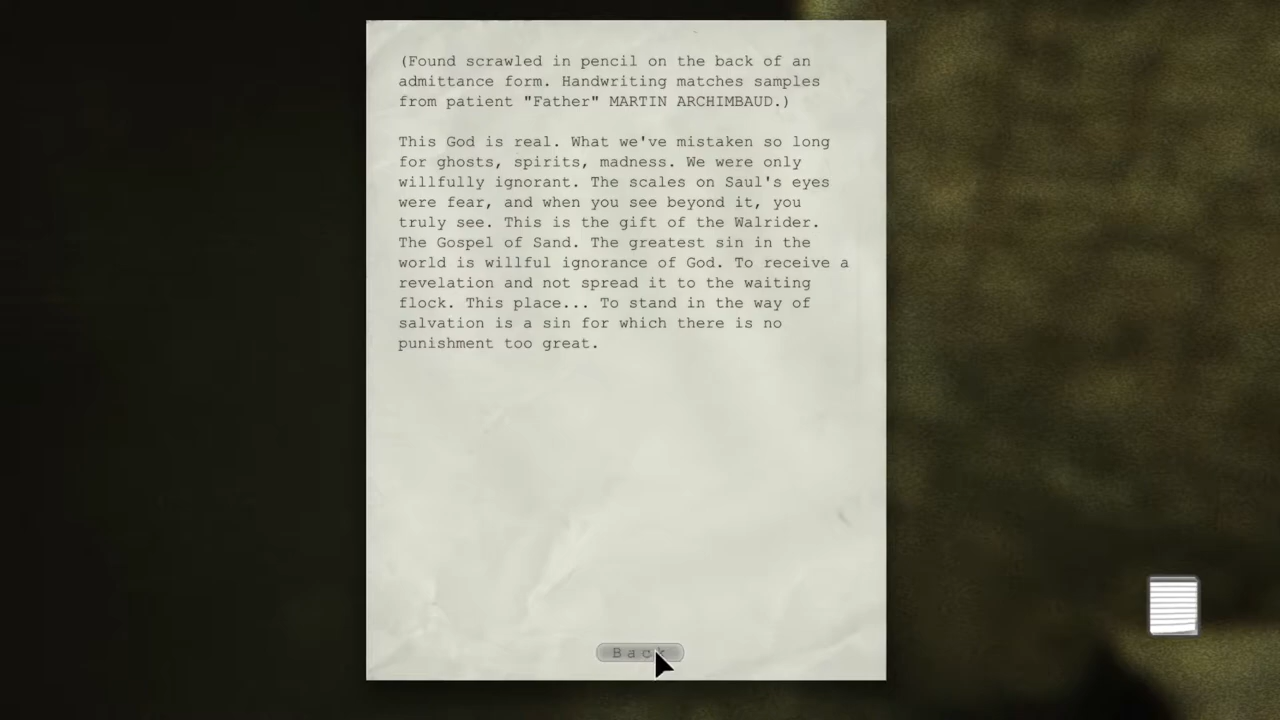 (Found scrawled in pencil on the back of an
admittance form. Handwriting matches samples
from patient "Father" MARTIN ARCHIMBAUD.)
This God is real. What we've mistaken so long
for ghosts, spirits, madness. We were only
willfully ignorant. The scales on Saul's eyes
were fear, and when you see beyond it, you
truly see. This is the gift of the Walrider.
The Gospel of Sand. The greatest sin in the
world is willful ignorance of God. To receive a
revelation and not spread it to the waiting
flock. This place... To stand in the way of
salvation is a sin for which there is no
punishment too great.
Back